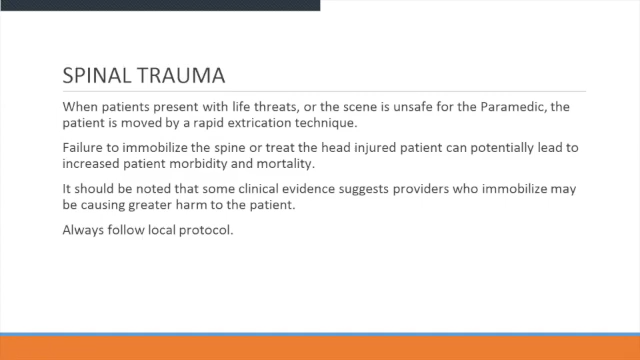 SPINAL TRAUMA
When patients present with life threats, or the scene is unsafe for the Paramedic, the
patient is moved by a rapid extrication technique.
Failure to immobilize the spine or treat the head injured patient can potentially lead to
increased patient morbidity and mortality.
It should be noted that some clinical evidence suggests providers who immobilize may
be causing greater harm to the patient.
Always follow local protocol.